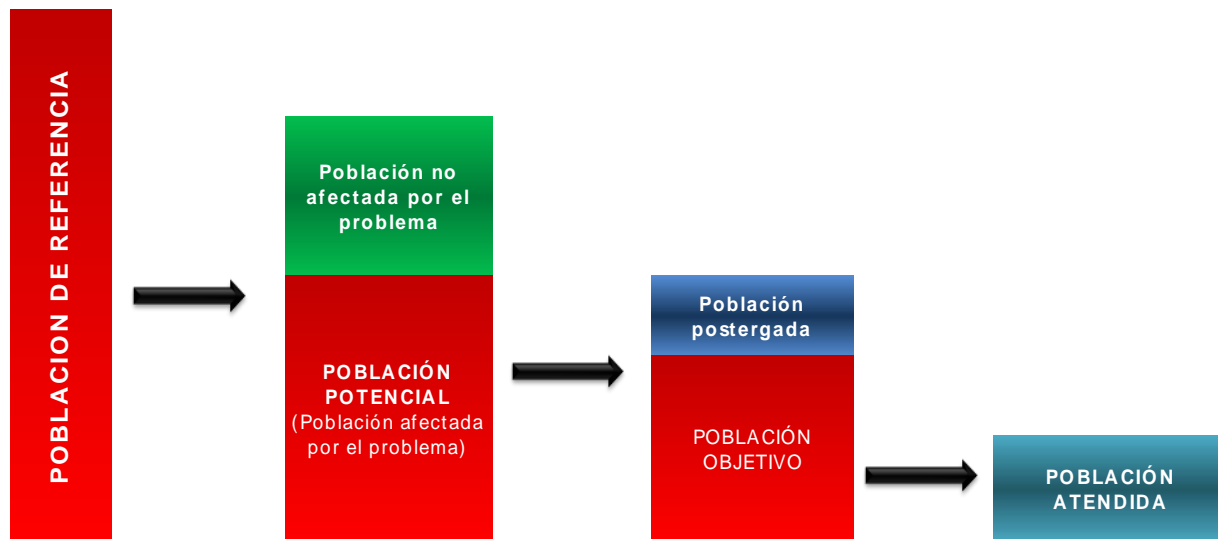 POBLACION DE REFERENCIA
Población no
afectada por el
problema
POBLACIÓN
POTENCIAL
(Población afectada
por el problema)
Población
postergada
POBLACIÓN
OBJETIVO
POBLACIÓN
ATENDIDA